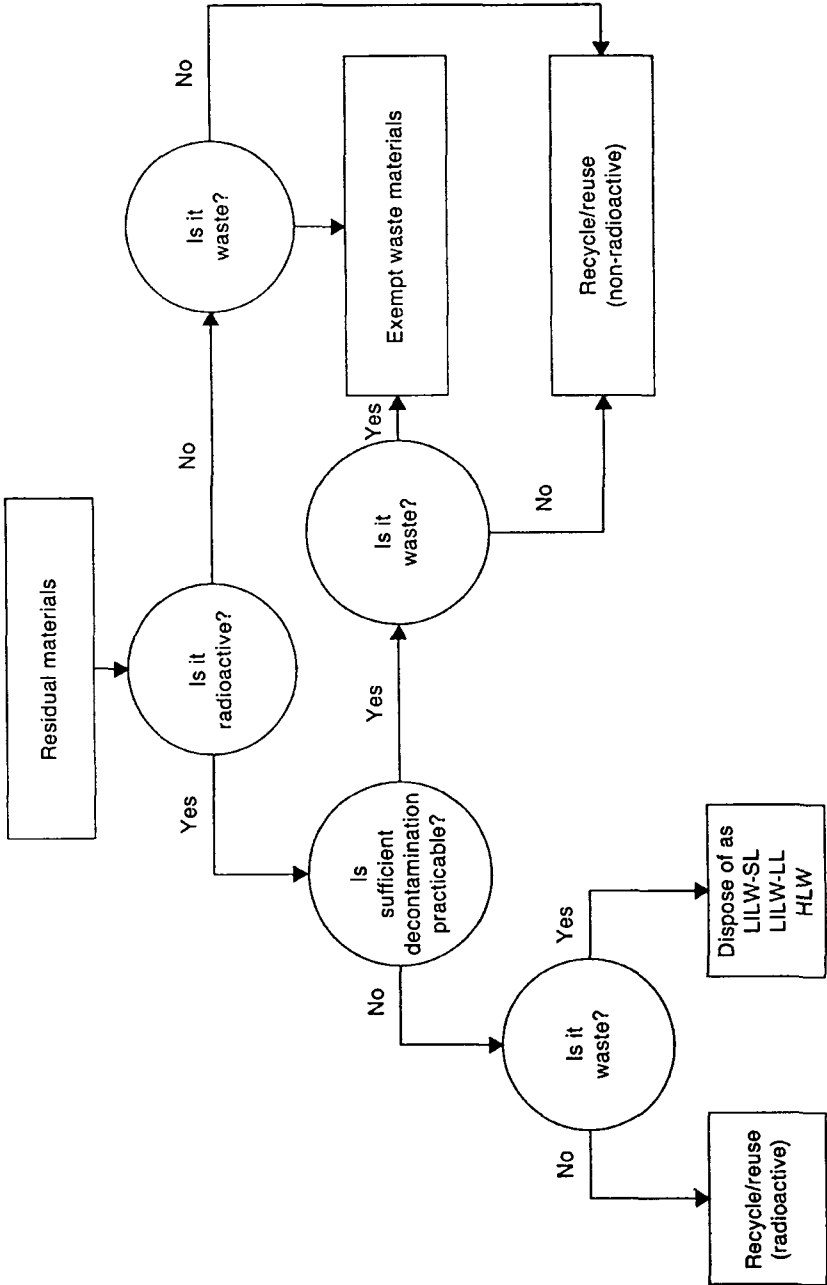 Residual materials
Is it
radioactive?
Yes
No
Is
sufficient
decontamination
practicable?
Is it
waste?
No
No
Yes
Is it
waste?
Yes
Exempt waste materials
No
Is it
waste?
No
Yes
Recycle/reuse
(radioactive)
Dispose of as
LILW-SL
LILW-LL
HLW
Recycle/reuse
(non-radioactive)